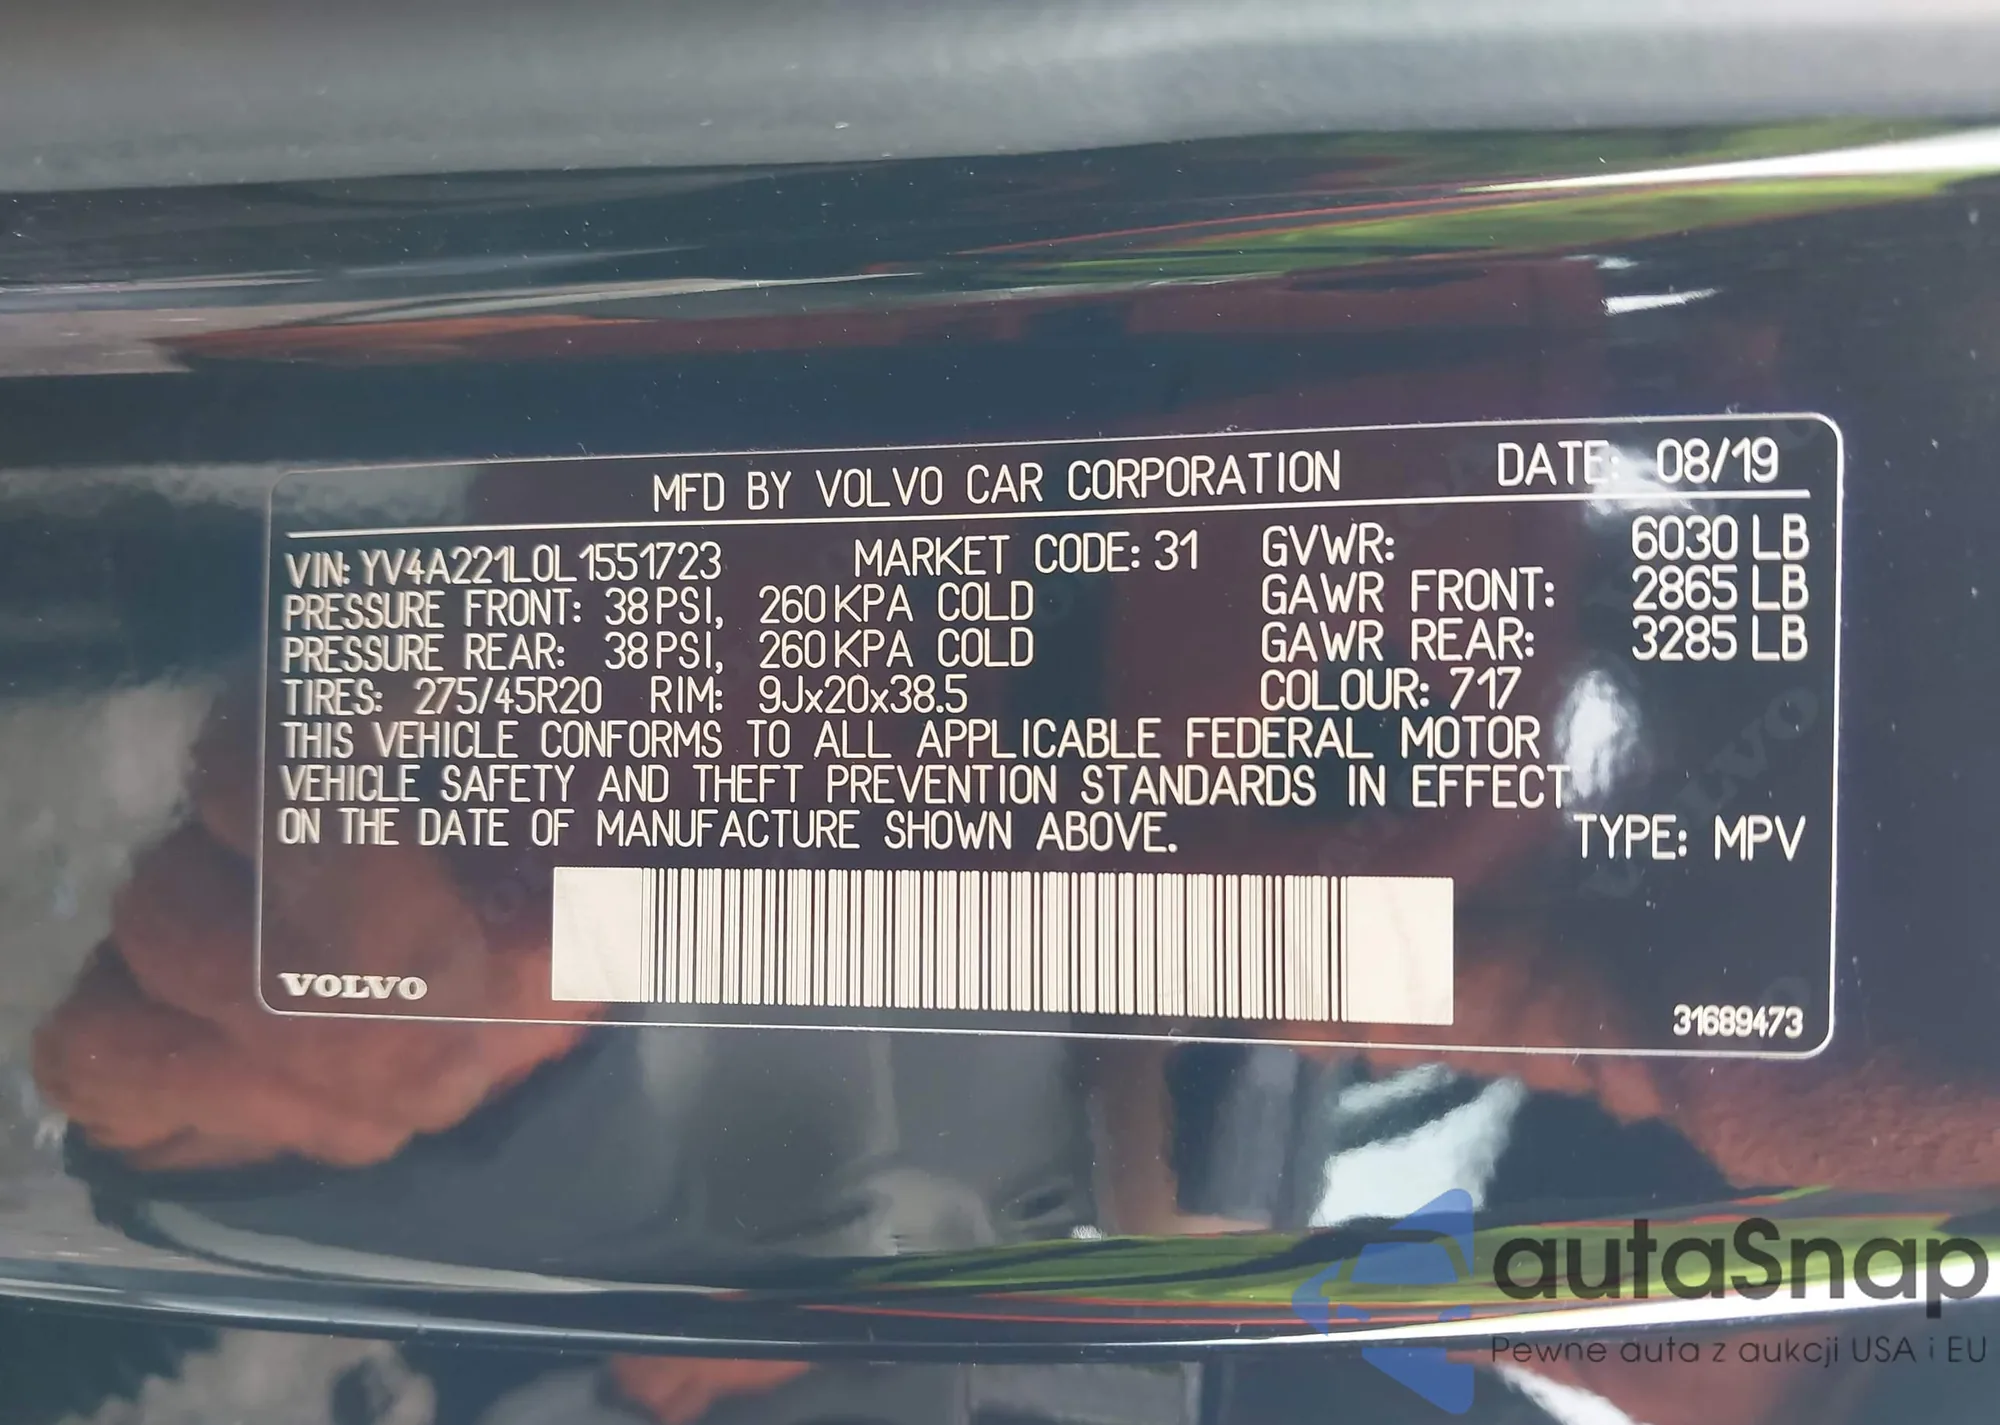 MFD BY VOLVO CAR CORPORATION DATE: 08/19
VIN: YV4A221L0L1551723 MARKET CODE: 31 GVWR: 6030 LB
PRESSURE FRONT: 38 PSI, 260 KPA COLD GAWR FRONT: 2865 LB
PRESSURE REAR: 38 PSI, 260 KPA COLD GAWR REAR: 3285 LB
TIRES: 275/45R20 RIM: 9Jx20x38.5 COLOUR: 717
THIS VEHICLE CONFORMS TO ALL APPLICABLE FEDERAL MOTOR
VEHICLE SAFETY AND THEFT PREVENTION STANDARDS IN EFFECT
ON THE DATE OF MANUFACTURE SHOWN ABOVE.
TYPE: MPV
VOLVO
31689473
autaSnap
Pewne auta z aukcji USA i EU